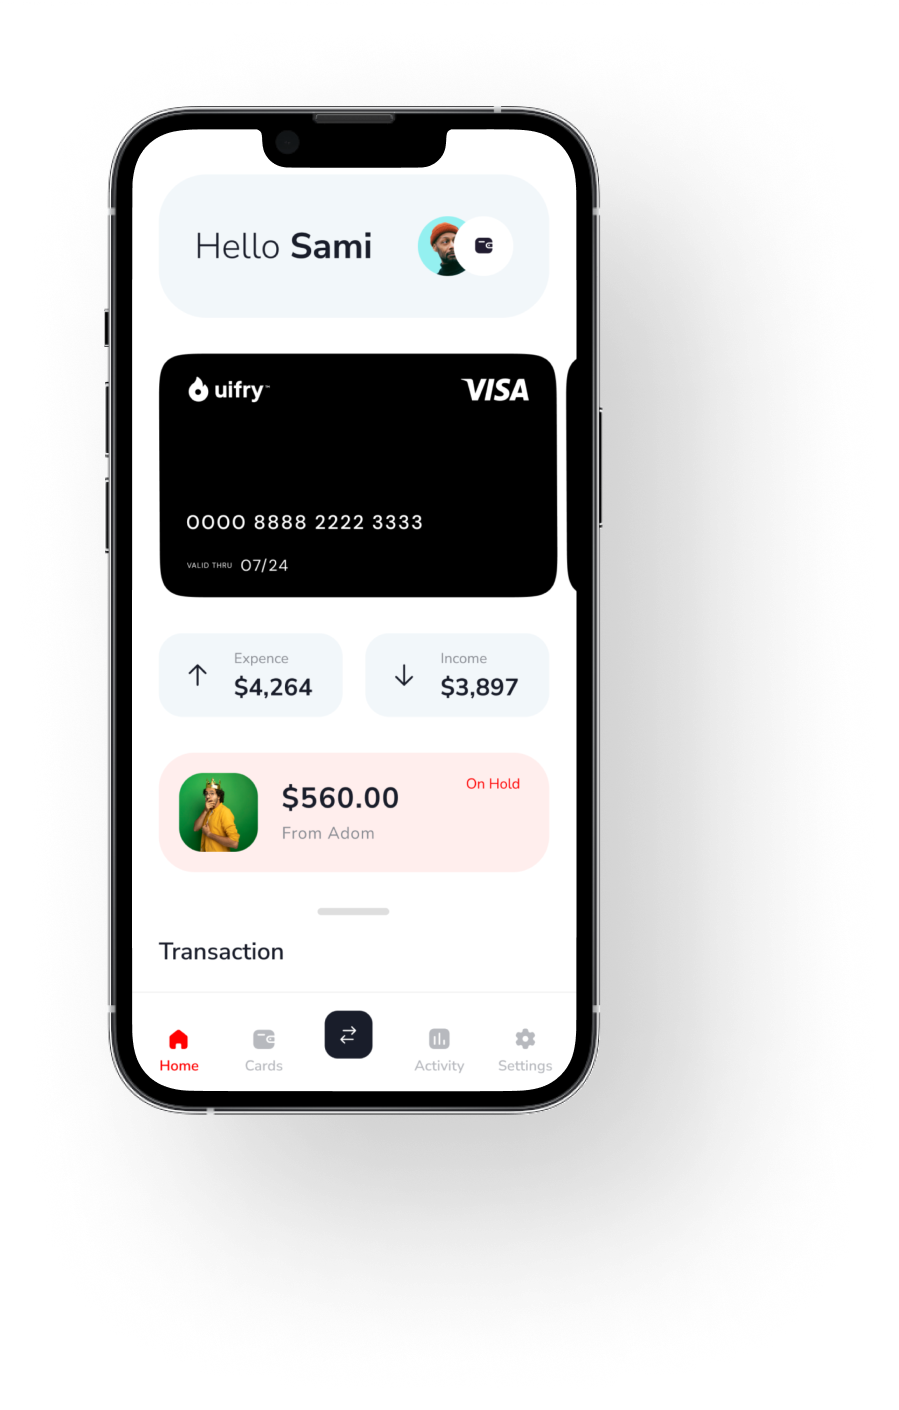 Hello Sami
uifry™
VISA
0000 8888 2222 3333
VALID THRU 07/24
Expence
$4,264
Income
$3,897
$560.00
On Hold
From Adom
Transaction
Home
Cards
Activity
Settings